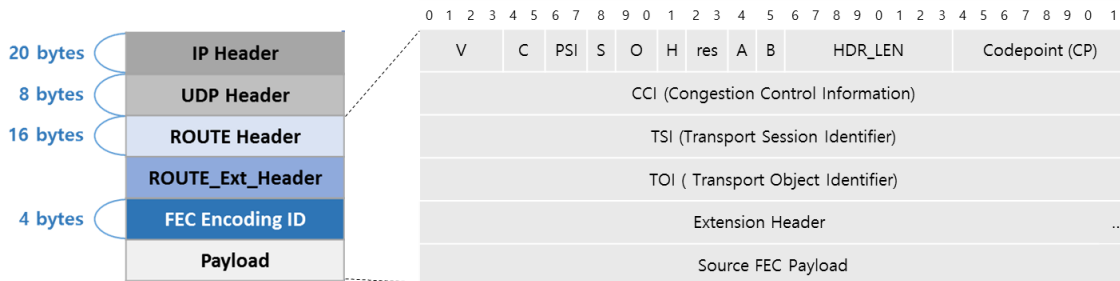 0 1 2 3 4 5 6 7 8 9 0 1 2 3 4 5 6 7 8 9 0 1 2 3 4 5 6 7 8 9 0 1
20 bytes
IP Header
8 bytes
UDP Header
16 bytes
ROUTE Header
ROUTE_Ext_Header
4 bytes
FEC Encoding ID
Payload
V C PSI S O H res A B HDR_LEN Codepoint (CP)
CCI (Congestion Control Information)
TSI (Transport Session Identifier)
TOI ( Transport Object Identifier)
Extension Header ..
Source FEC Payload